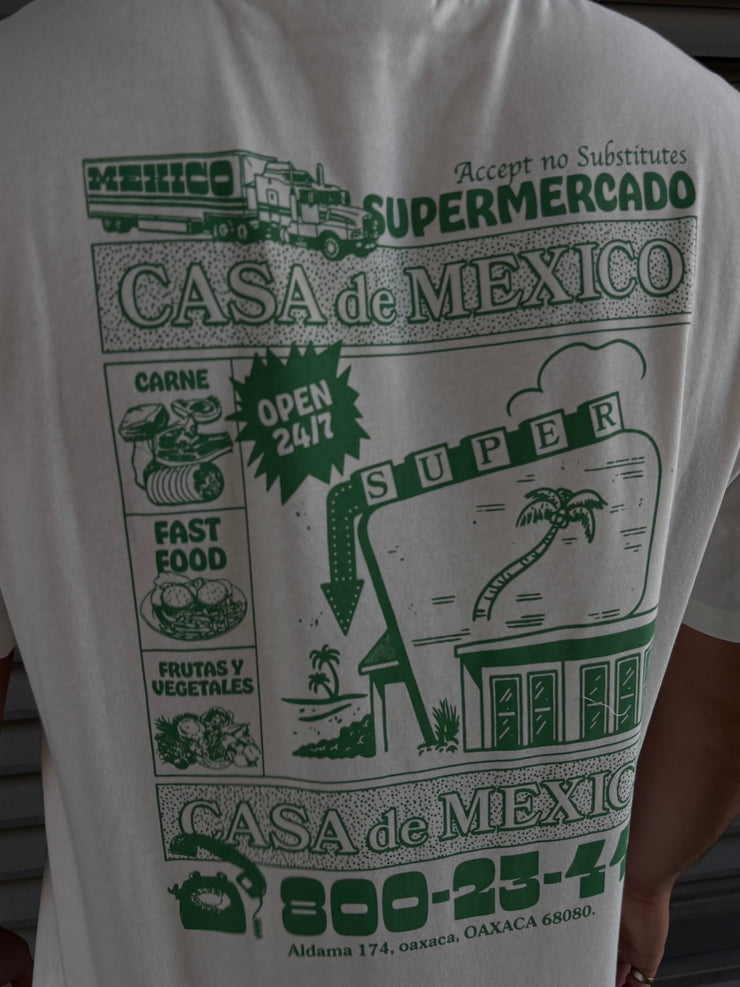 MEXICO
Accept no Substitutes
SUPERMERCADO
CASA de MEXICO
CARNE
OPEN
24/7
SUPER
FAST
FOOD
FRUTAS Y
VEGETALES
CASA de MEXIC
800-23-4
Aldama 174, oaxaca, OAXACA 68080.